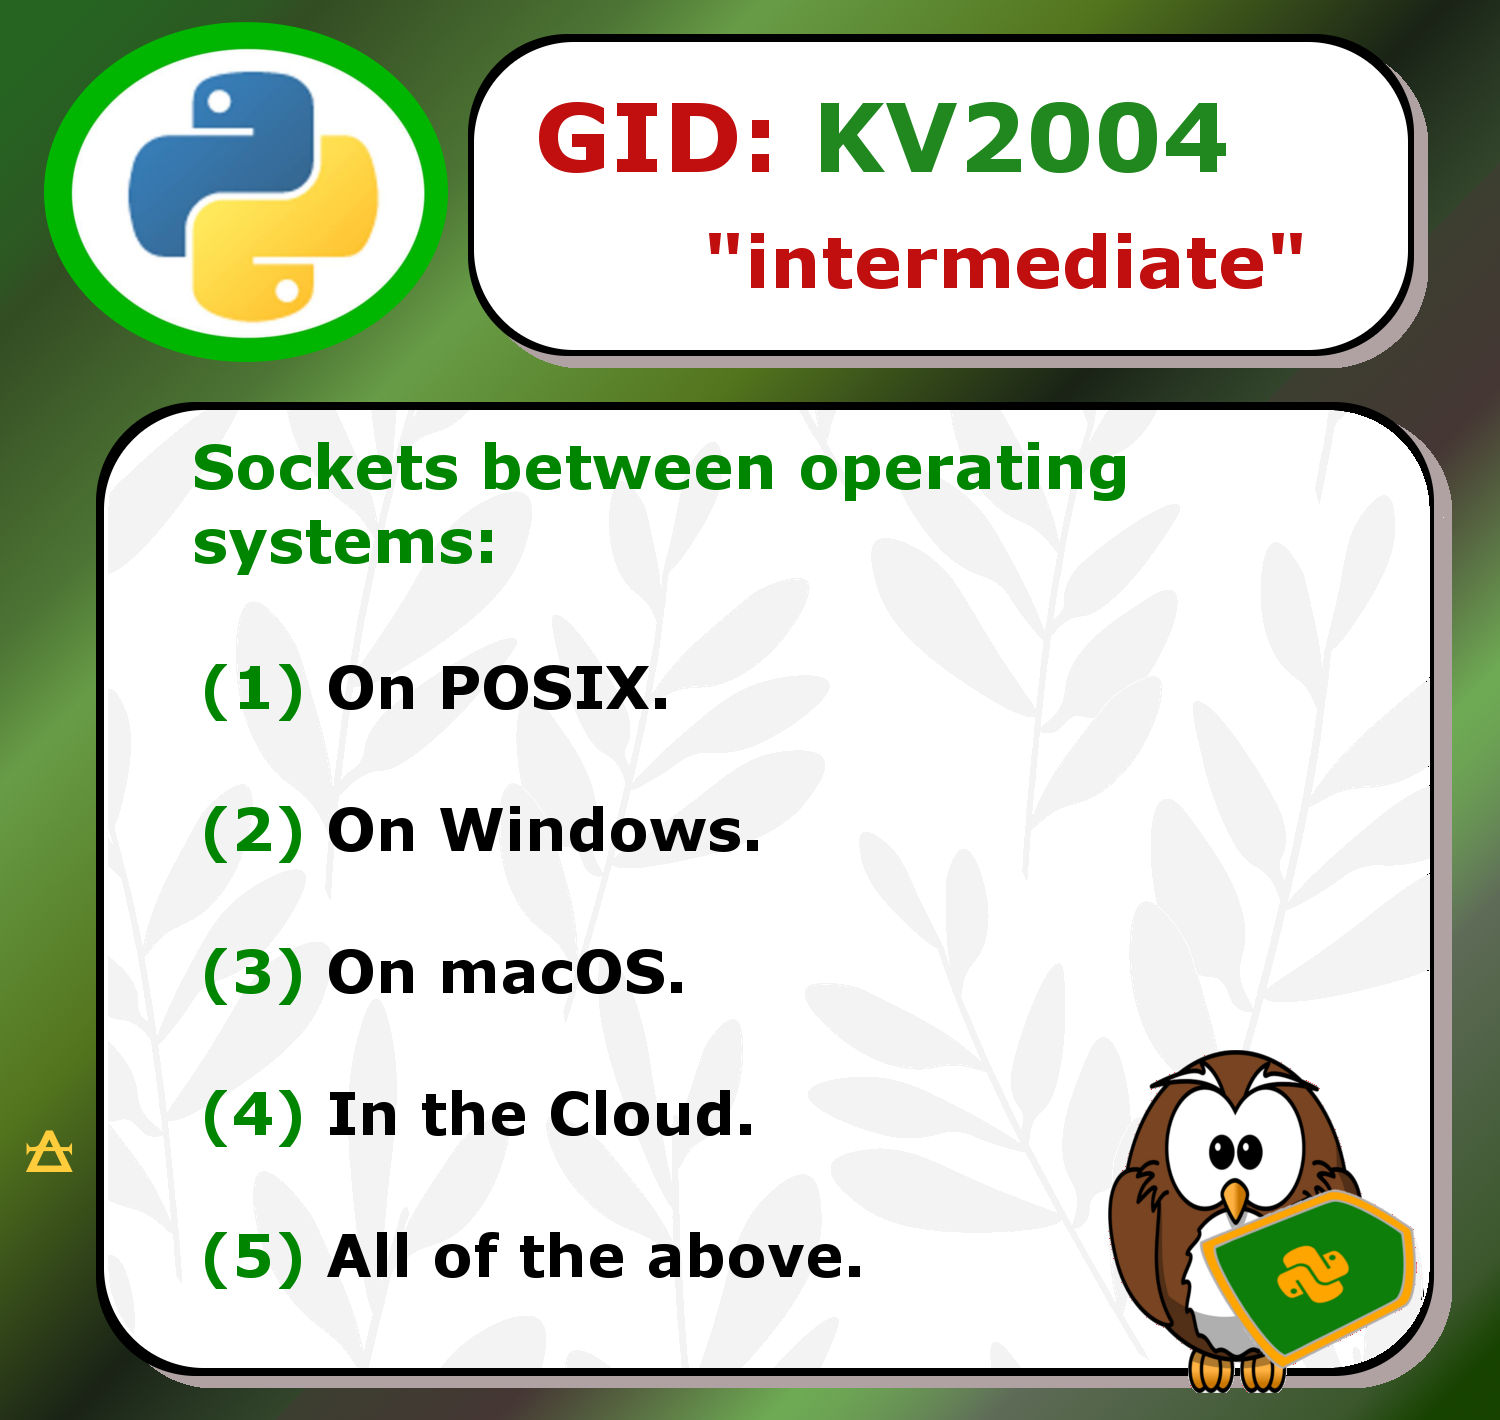 GID: KV2004
"intermediate"
Sockets between operating
systems:
(1) On POSIX.
(2) On Windows.
(3) On macOS.
(4) In the Cloud.
(5) All of the above.